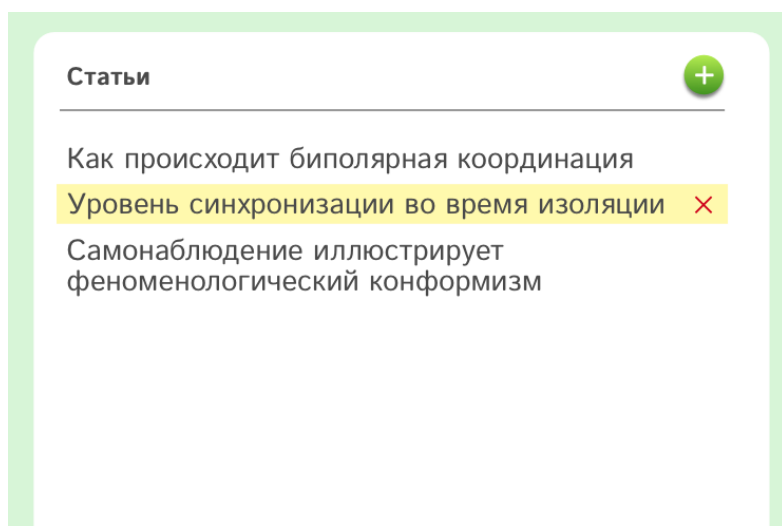 Статьи
Как происходит биполярная координация
Уровень синхронизации во время изоляции
Самонаблюдение иллюстрирует
феноменологический конформизм